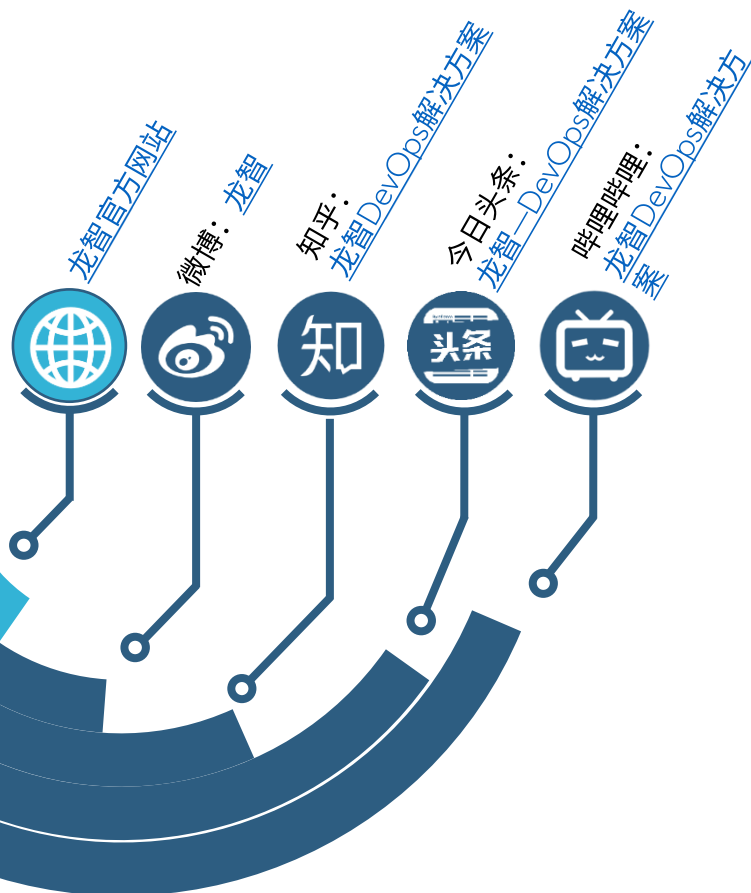 龙智官方网站
微博：龙智
知乎：
龙智DevOps解决方案
今日头条：
龙智—DevOps解决方案
哔哩哔哩：
龙智DevOps解决方
案
知
头条